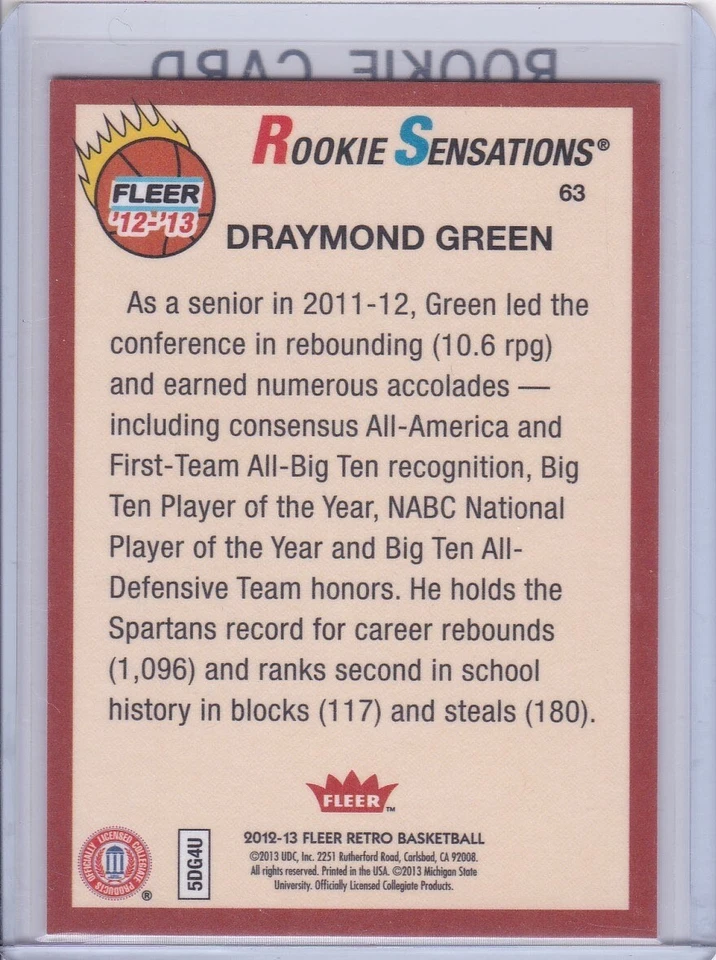 ROOKIE CARD
ROOKIE SENSATIONS®
63
FLEER
'12-'13
DRAYMOND GREEN
As a senior in 2011-12, Green led the
conference in rebounding (10.6 rpg)
and earned numerous accolades —
including consensus All-America and
First-Team All-Big Ten recognition, Big
Ten Player of the Year, NABC National
Player of the Year and Big Ten All-
Defensive Team honors. He holds the
Spartans record for career rebounds
(1,096) and ranks second in school
history in blocks (117) and steals (180).
FLEER™
2012-13 FLEER RETRO BASKETBALL
©2013 UDC, Inc. 2251 Rutherford Road, Carlsbad, CA 92008.
All rights reserved. Printed in the USA. ©2013 Michigan State
University. Officially Licensed Collegiate Products.
5DG4U
OFFICIALLY LICENSED COLLEGIATE PRODUCTS ®